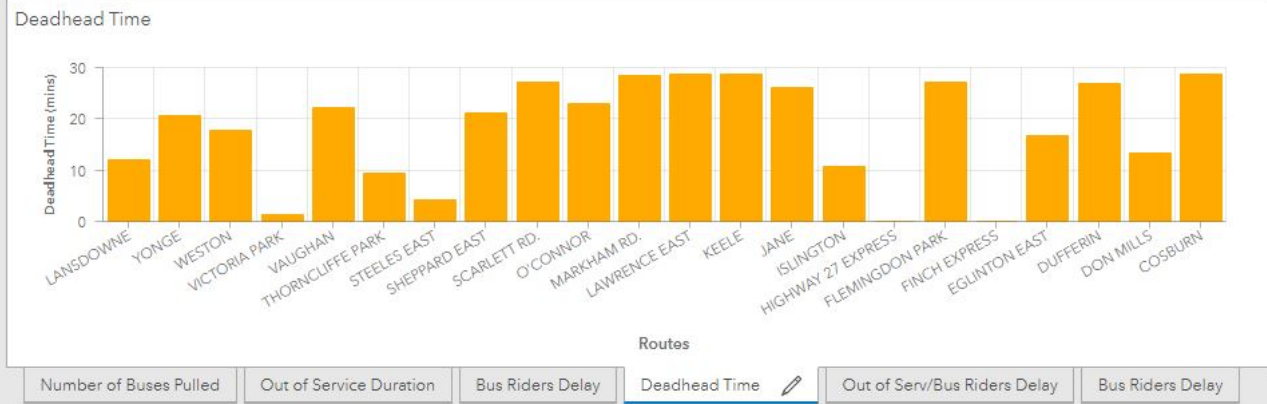 Deadhead Time
Deadhead Time (mins)
30
20
10
0
LANSDOWNE
YONGE
WESTON
VICTORIA PARK
VAUGHAN
THORNCLIFFE PARK
STEELES EAST
SHEPPARD EAST
SCARLETT RD.
O'CONNOR
MARKHAM RD.
LAWRENCE EAST
KEELE
JANE
ISLINGTON
HIGHWAY 27 EXPRESS
FLEMINGDON PARK
FINCH EXPRESS
EGLINTON EAST
DUFFERIN
DON MILLS
COSBURN
Routes
Number of Buses Pulled
Out of Service Duration
Bus Riders Delay
Deadhead Time
Out of Serv/Bus Riders Delay
Bus Riders Delay